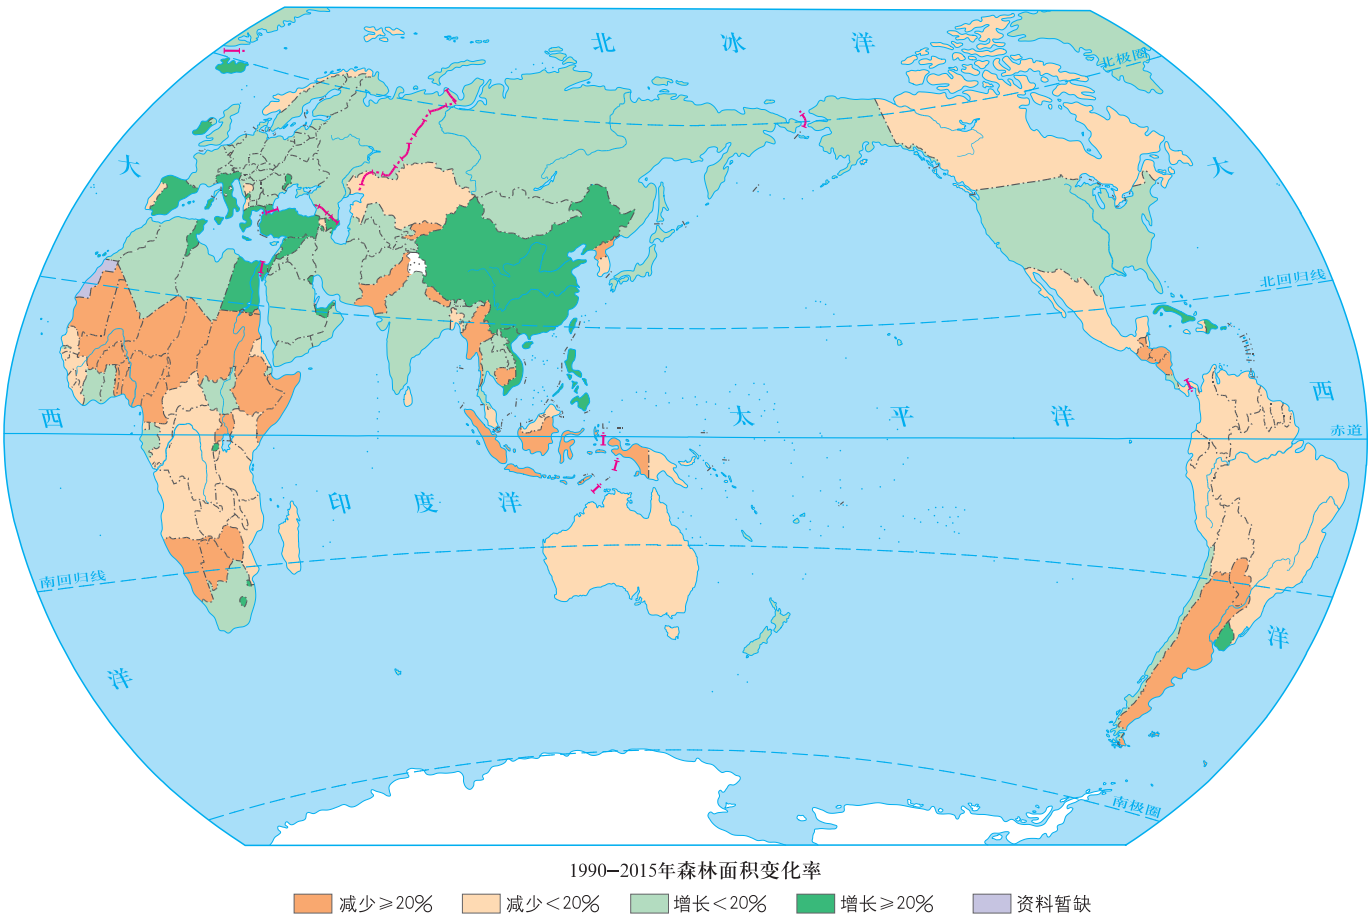 北 冰 洋
北极圈
大
大
北回归线
西
太 平 洋
西
赤道
印 度 洋
南回归线
洋
洋
南极圈
1990–2015年森林面积变化率
减少≥20% 减少<20% 增长<20% 增长≥20% 资料暂缺